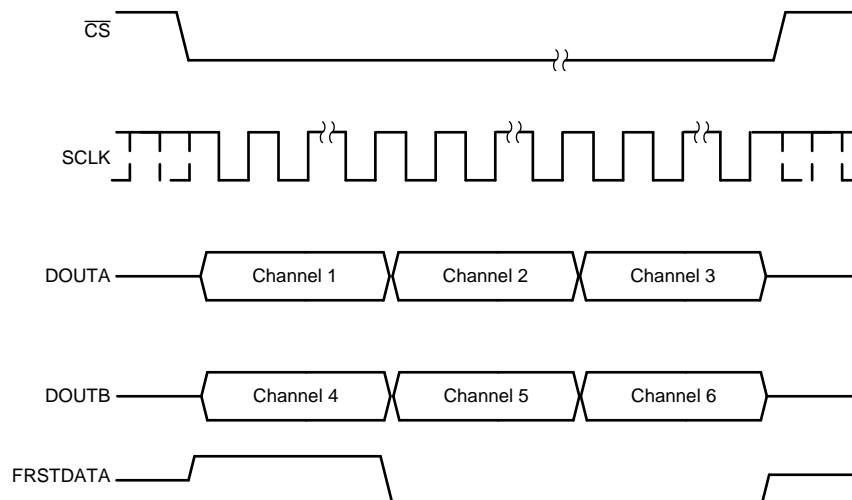 CS
SCLK
DOUTA
Channel 1
Channel 2
Channel 3
DOUTB
Channel 4
Channel 5
Channel 6
FRSTDATA